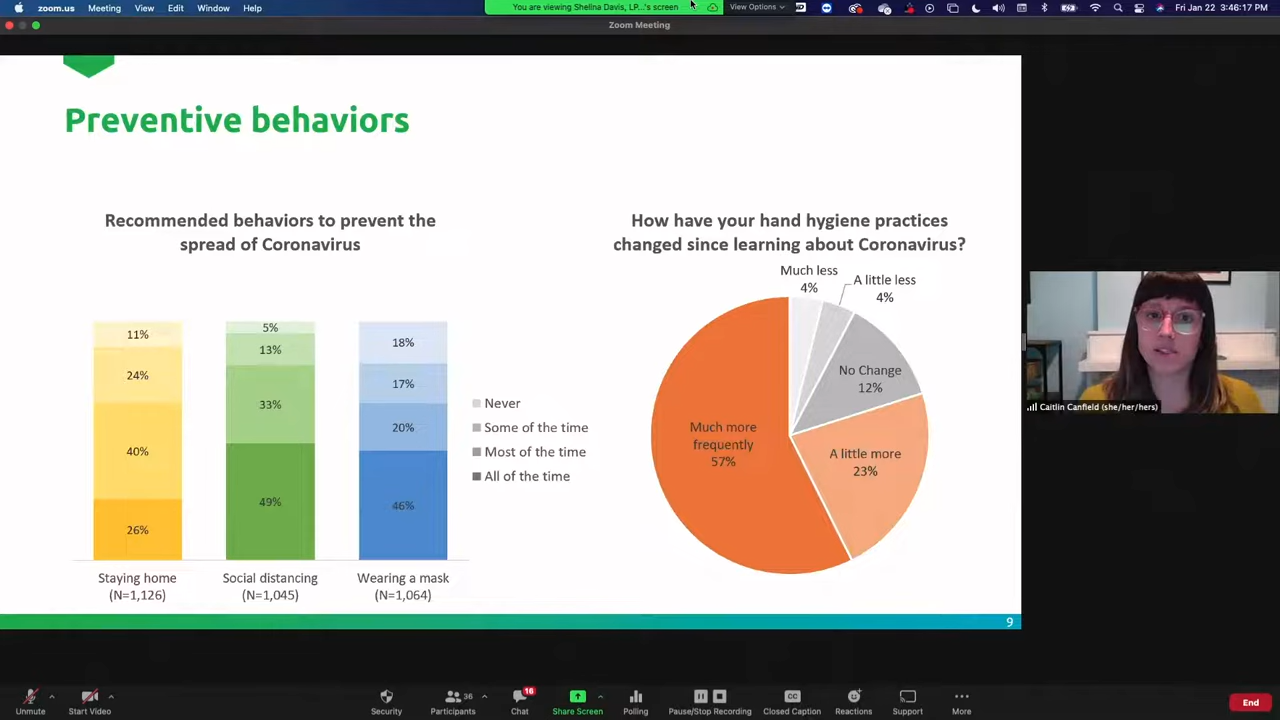 zoom.us Meeting View Edit Window Help
You are viewing Shelina Davis, LP...'s screen
View Options
Fri Jan 22 3:46:17 PM
Zoom Meeting
Preventive behaviors
Recommended behaviors to prevent the
spread of Coronavirus
11%
24%
40%
26%
5%
13%
33%
49%
18%
17%
20%
46%
Never
Some of the time
Most of the time
All of the time
Staying home
(N=1,126)
Social distancing
(N=1,045)
Wearing a mask
(N=1,064)
How have your hand hygiene practices
changed since learning about Coronavirus?
Much less
4%
A little less
4%
No Change
12%
A little more
23%
Much more
frequently
57%
9
Caitlin Canfield (she/her/hers)
Unmute
Start Video
Security
Participants
36
Chat
16
Share Screen
Polling
Pause/Stop Recording
CC
Closed Caption
Reactions
Support
More
End